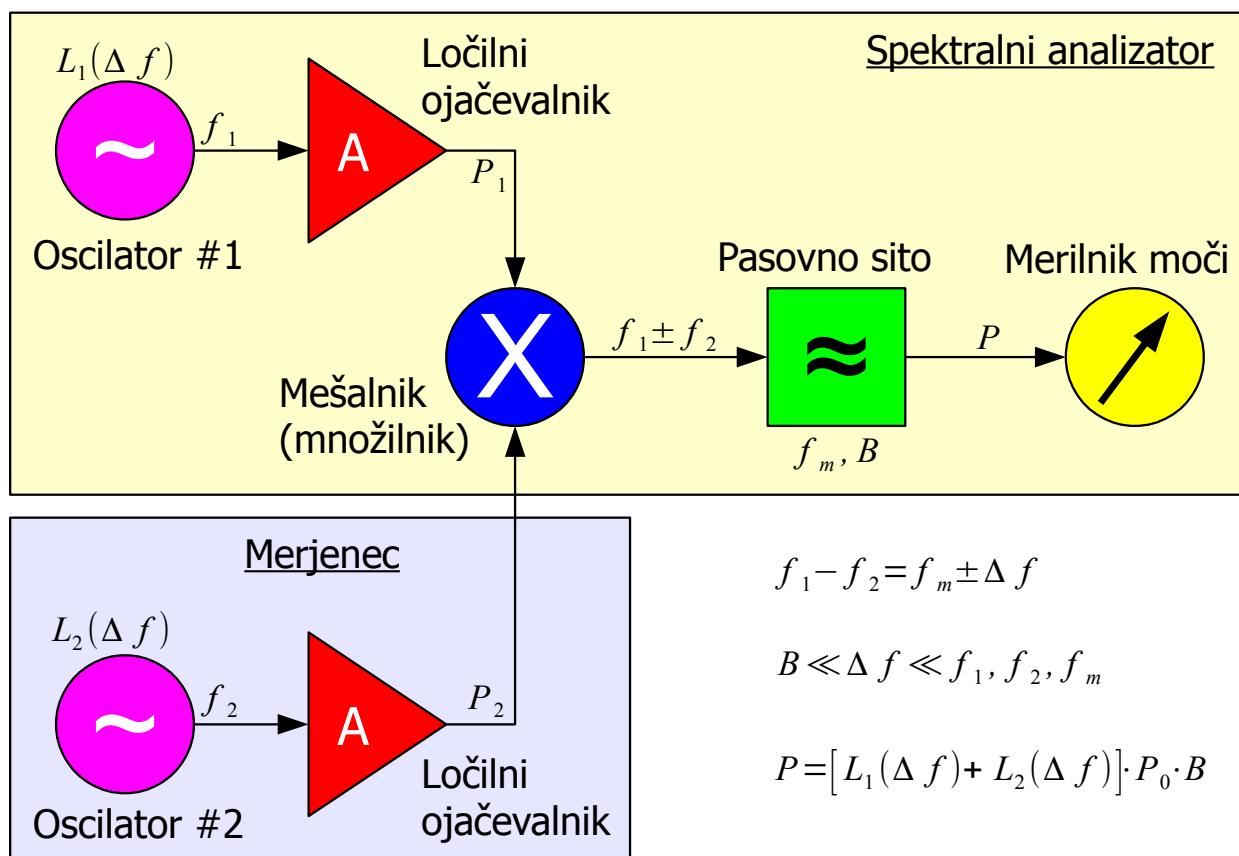 Spektralni analizator
L₁(Δ f)
f₁
A
Ločilni
ojačevalnik
P₁
Oscilator #1
X
Mešalnik
(množilnik)
f₁±f₂
Pasovno sito
fₘ, B
P
Merilnik moči
Merjenec
L₂(Δ f)
f₂
A
P₂
Ločilni
ojačevalnik
Oscilator #2
f₁−f₂=fₘ±Δ f
B≪Δ f≪f₁, f₂, fₘ
P=[L₁(Δ f)+ L₂(Δ f)]·P₀·B